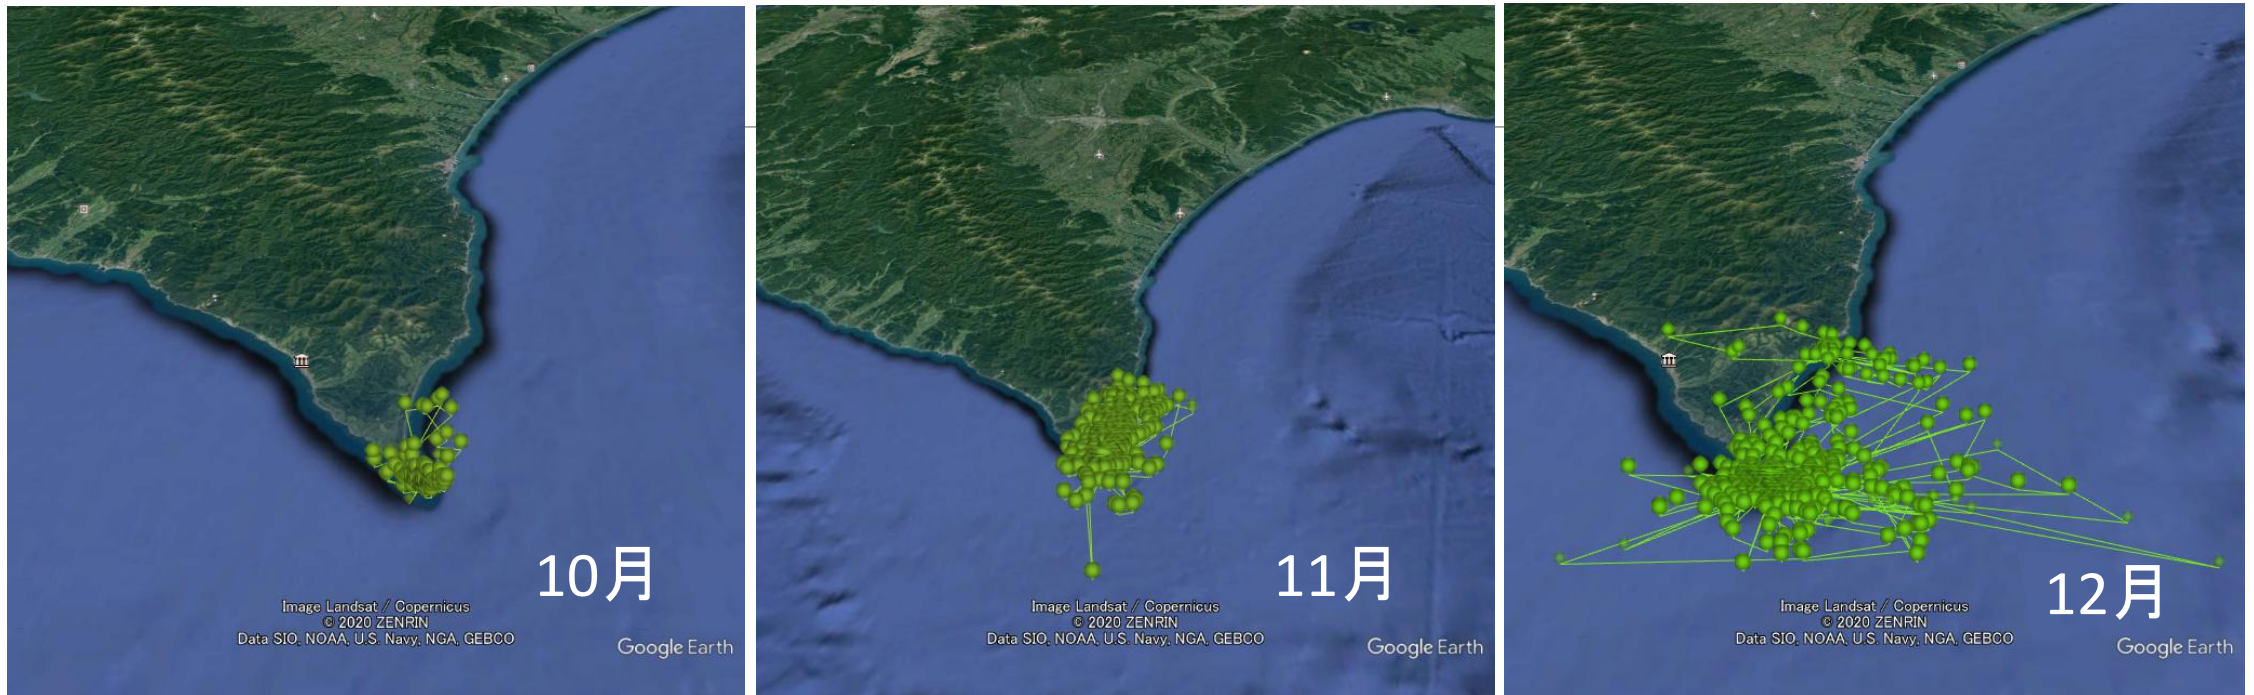 10月
Image Landsat / Copernicus
© 2020 ZENRIN
Data SIO, NOAA, U.S. Navy, NGA, GEBCO
Google Earth
11月
Image Landsat / Copernicus
© 2020 ZENRIN
Data SIO, NOAA, U.S. Navy, NGA, GEBCO
Google Earth
12月
Image Landsat / Copernicus
© 2020 ZENRIN
Data SIO, NOAA, U.S. Navy, NGA, GEBCO
Google Earth